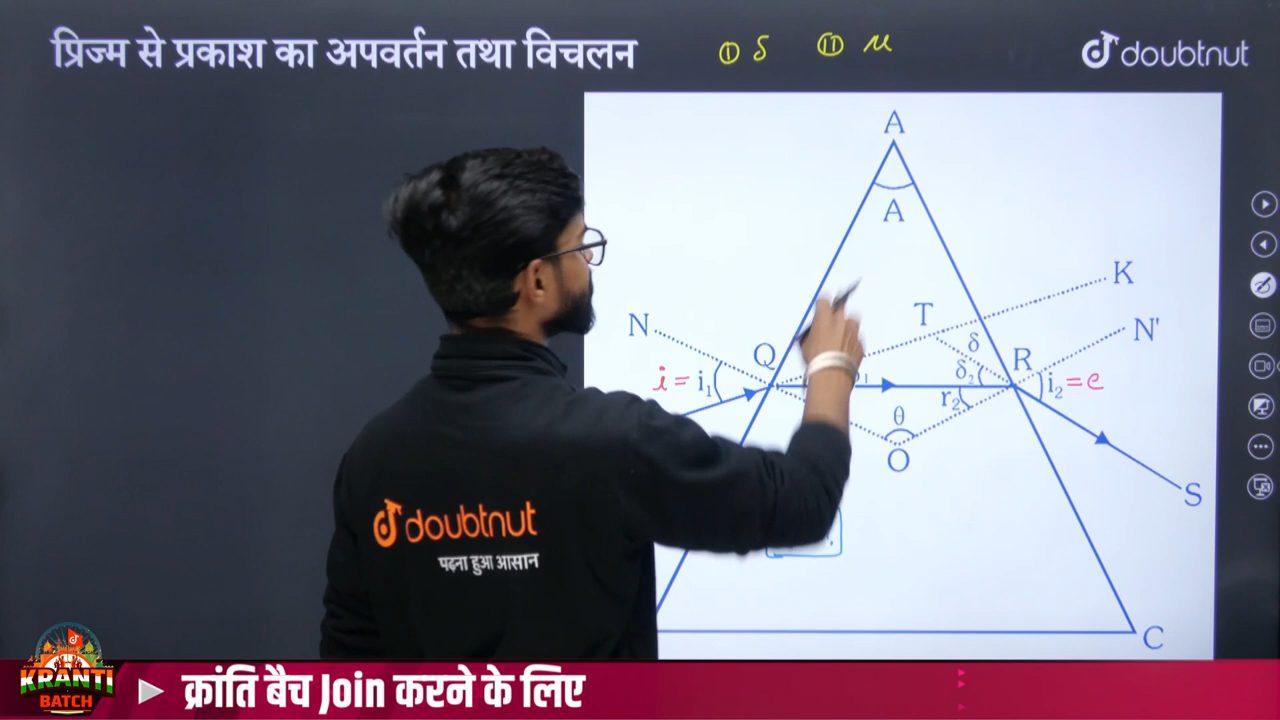 प्रिज्म से प्रकाश का अपवर्तन तथा विचलन
① δ ② μ
doubtnut
A
A
K
T
N
N'
Q
δ
R
i = i₁
δ₂
i₂ = e
r₂
θ
O
S
C
doubtnut
पढ़ना हुआ आसान
KRANTI
BATCH
क्रांति बैच Join करने के लिए